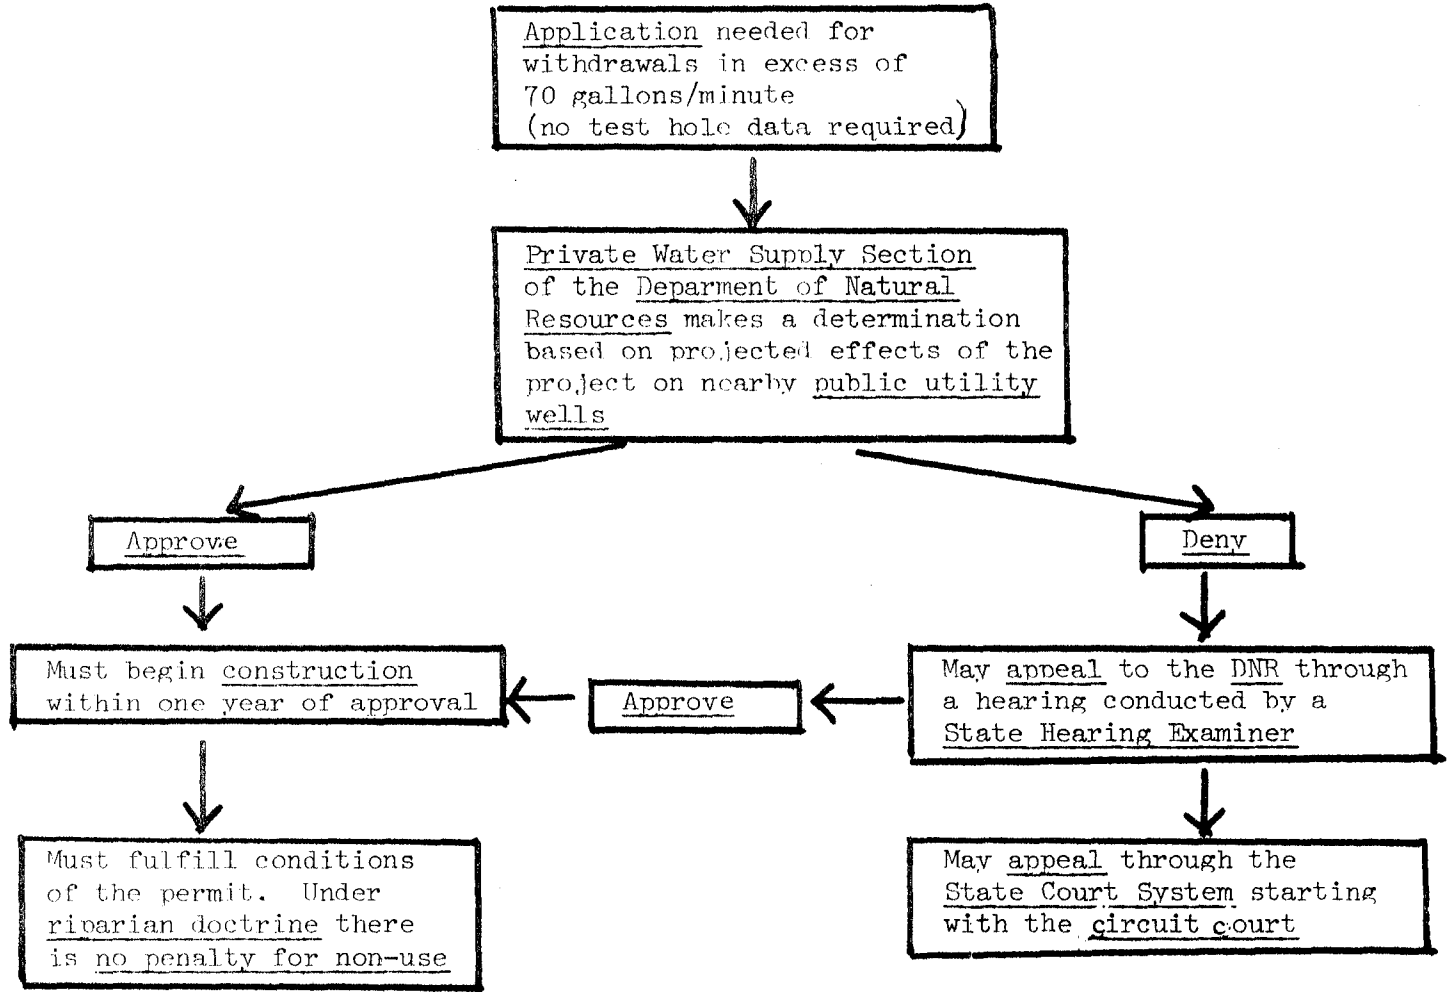 Application needed for
withdrawals in excess of
70 gallons/minute
(no test hole data required)
Private Water Supply Section
of the Deparment of Natural
Resources makes a determination
based on projected effects of the
project on nearby public utility
wells
Approve
Deny
Must begin construction
within one year of approval
Approve
May appeal to the DNR through
a hearing conducted by a
State Hearing Examiner
Must fulfill conditions
of the permit. Under
riparian doctrine there
is no penalty for non-use
May appeal through the
State Court System starting
with the circuit court